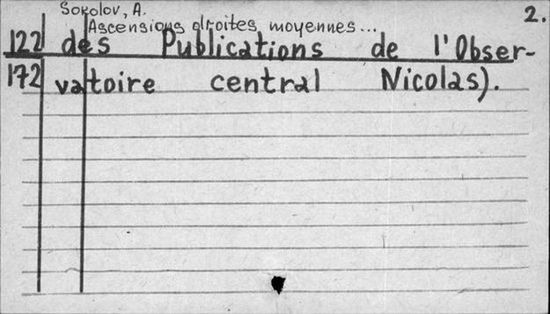 Sokolov, A.
2.
Ascensions droites moyennes...
122 des Publications de l'Obser-
172 vatoire central Nicolas).